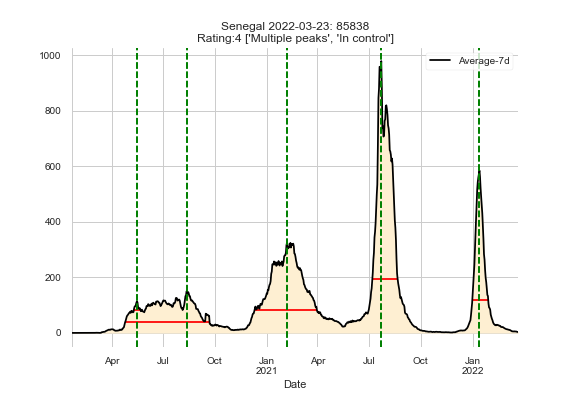 Senegal 2022-03-23: 85838
Rating:4 ['Multiple peaks', 'In control']
Average-7d
1000
800
600
400
200
0
Apr Jul Oct Jan Apr Jul Oct Jan
2021 2022
Date